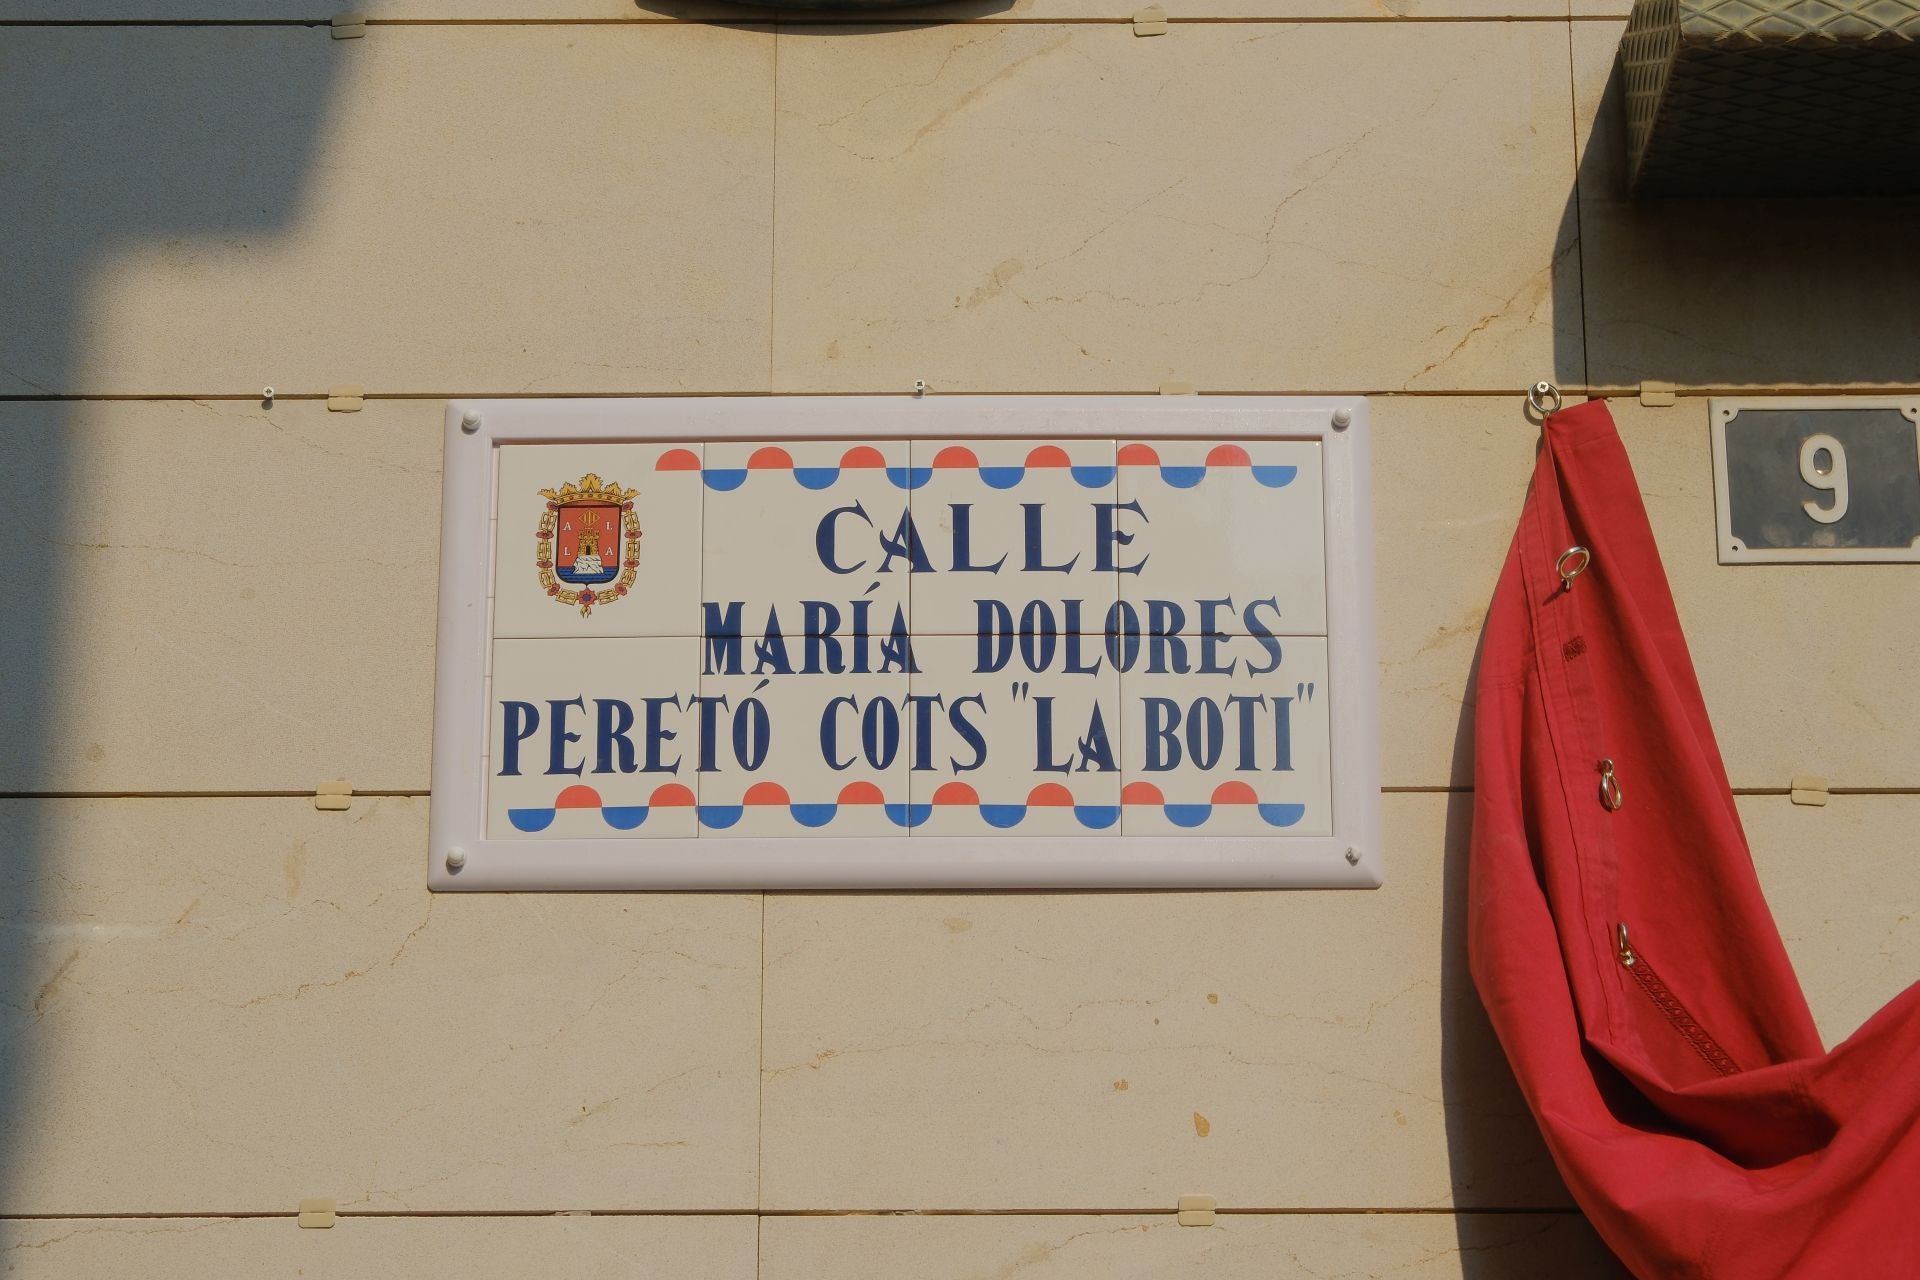 CALLE
MARÍA DOLORES
PERETÓ COTS "LA BOTI"
A L
L A
9